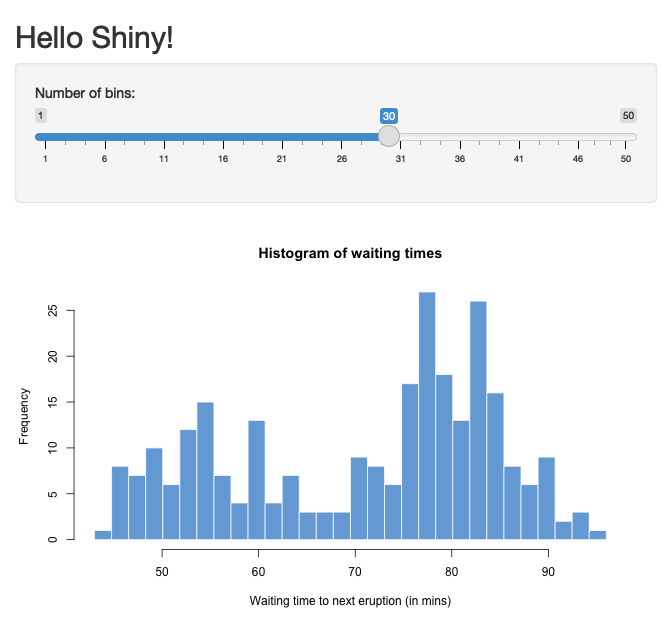 Hello Shiny!
Number of bins:
1 30 50
1 6 11 16 21 26 31 36 41 46 50
Histogram of waiting times
Frequency
25
20
15
10
5
0
50 60 70 80 90
Waiting time to next eruption (in mins)